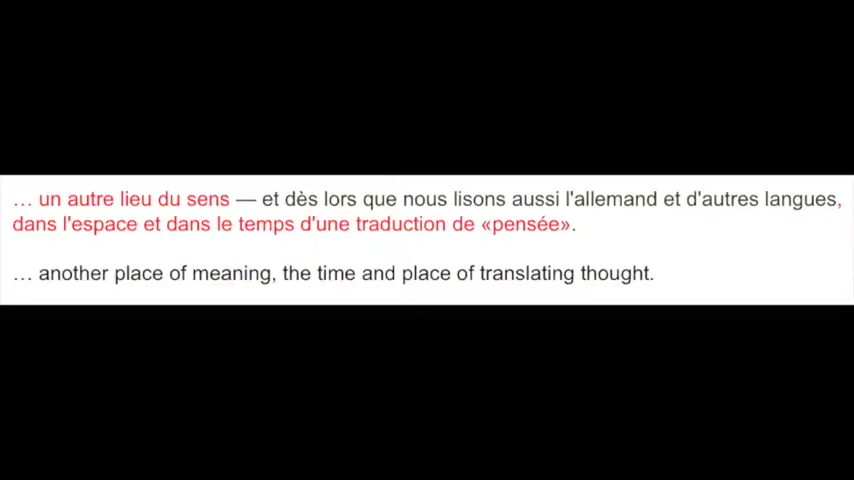 … un autre lieu du sens — et dès lors que nous lisons aussi l'allemand et d'autres langues,
dans l'espace et dans le temps d'une traduction de «pensée».
… another place of meaning, the time and place of translating thought.